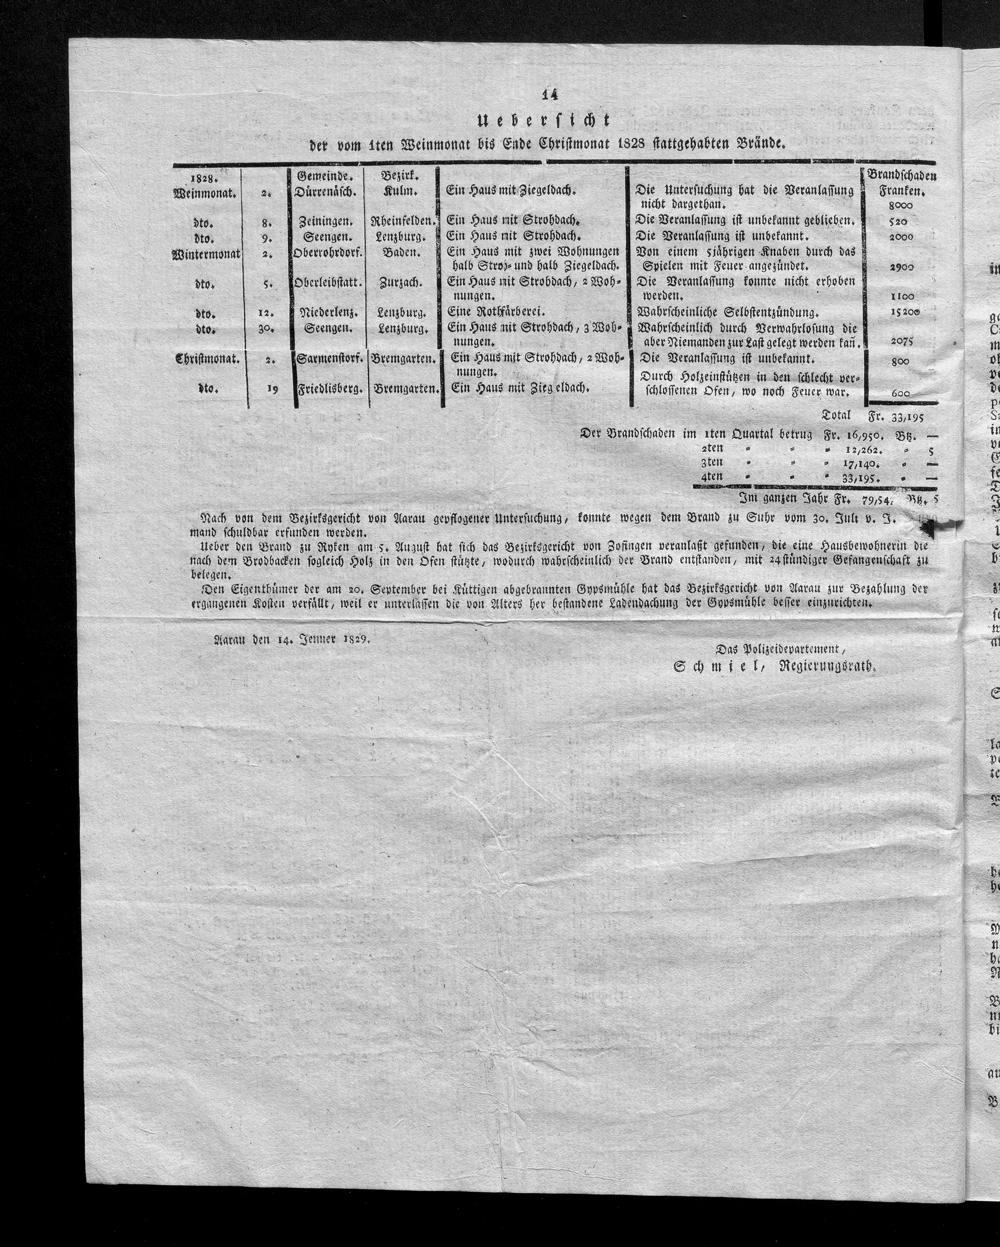 14
Uebersicht
der vom 1ten Weinmonat bis Ende Christmonat 1828 stattgehabten Brände.
1828. Gemeinde. Bezirk. Brandschaden
Weinmonat. 2. Dürrenäsch. Kulm. Ein Haus mit Ziegeldach. Die Untersuchung hat die Veranlassung Franken.
nicht dargethan. 8000
dto. 8. Zeiningen. Rheinfelden. Ein Haus mit Strohdach. Die Veranlassung ist unbekannt geblieben. 520
dto. 9. Seengen. Lenzburg. Ein Haus mit Strohdach. Die Veranlassung ist unbekannt. 2000
Wintermonat 2. Oberrohrdorf. Baden. Ein Haus mit zwei Wohnungen Von einem 5jährigen Knaben durch das
halb Stroh- und halb Ziegeldach. Spielen mit Feuer angezündet. 2900
dto. 5. Oberleibstatt. Zurzach. Ein Haus mit Strohdach, 2 Woh- Die Veranlassung konnte nicht erhoben
nungen. werden. 1100
dto. 12. Niederlenz. Lenzburg. Eine Rothfärberei. Wahrscheinliche Selbstentzündung. 15200
dto. 30. Seengen. Lenzburg. Ein Haus mit Strohdach, 3 Woh- Wahrscheinlich durch Verwahrlosung die
nungen. aber Niemanden zur Last gelegt werden kañ. 2075
Christmonat. 2. Sarmenstorf. Bremgarten. Ein Haus mit Strohdach, 2 Woh- Die Veranlassung ist unbekannt. 800
nungen. Durch Holzeinstützen in den schlecht ver-
dto. 19 Friedlisberg. Bremgarten. Ein Haus mit Ziegeldach. schlossenen Ofen, wo noch Feuer war. 600
Total Fr. 33,195
Der Brandschaden im 1ten Quartal betrug Fr. 16,950. Btz. —
2ten " " " 12,262. " 5
3ten " " " 17,140. " —
4ten " " " 33,195. " —
Im ganzen Jahr Fr. 79,54. Btz. 5
Nach von dem Bezirksgericht von Aarau gepflogener Untersuchung, konnte wegen dem Brand zu Suhr vom 30. Juli v. J.
mand schuldbar erfunden werden.
Ueber den Brand zu Ryken am 5. August hat sich das Bezirksgericht von Zofingen veranlaßt gefunden, die eine Hausbewohnerin die
nach dem Brodbacken sogleich Holz in den Ofen stützte, wodurch wahrscheinlich der Brand entstanden, mit 24stündiger Gefangenschaft zu
belegen.
Den Eigenthümer der am 20. September bei Küttigen abgebrannten Gypsmühle hat das Bezirksgericht von Aarau zur Bezahlung der
ergangenen Kosten verfällt, weil er unterlassen die von Alters her bestandene Ladendachung der Gypsmühle besser einzurichten.
Aarau den 14. Jenner 1829.
Das Polizeidepartement,
Schmiel, Regierungsrath.